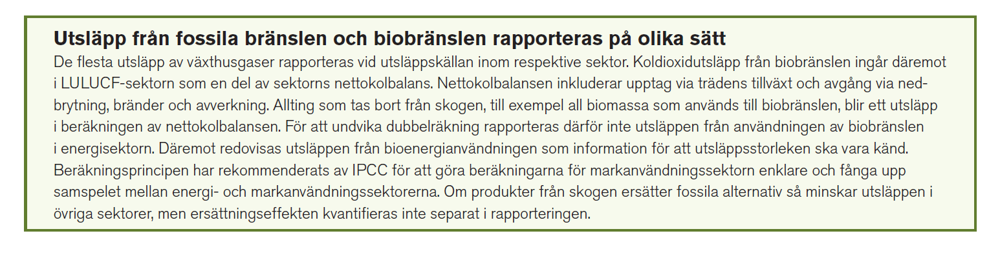 Utsläpp från fossila bränslen och biobränslen rapporteras på olika sätt
De flesta utsläpp av växthusgaser rapporteras vid utsläppskällan inom respektive sektor. Koldioxidutsläpp från biobränslen ingår däremot
i LULUCF-sektorn som en del av sektorns nettokolbalans. Nettokolbalansen inkluderar upptag via trädens tillväxt och avgång via ned-
brytning, bränder och avverkning. Allting som tas bort från skogen, till exempel all biomassa som används till biobränslen, blir ett utsläpp
i beräkningen av nettokolbalansen. För att undvika dubbelräkning rapporteras därför inte utsläppen från användningen av biobränslen
i energisektorn. Däremot redovisas utsläppen från bioenergianvändningen som information för att utsläppsstorleken ska vara känd.
Beräkningsprincipen har rekommenderats av IPCC för att göra beräkningarna för markanvändningssektorn enklare och fånga upp
samspelet mellan energi- och markanvändningssektorerna. Om produkter från skogen ersätter fossila alternativ så minskar utsläppen i
övriga sektorer, men ersättningseffekten kvantifieras inte separat i rapporteringen.